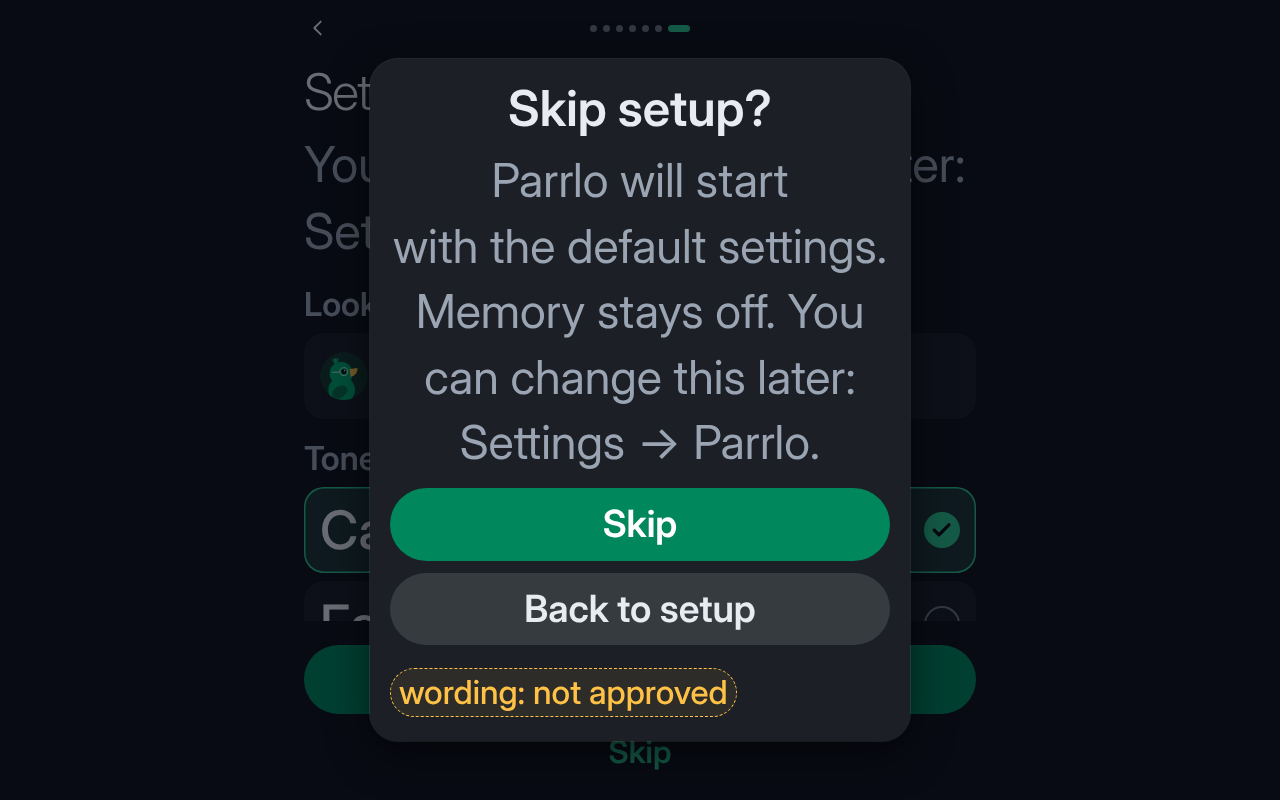 Skip setup?
Parrlo will start
with the default settings.
Memory stays off. You
can change this later:
Settings → Parrlo.
Skip
Back to setup
wording: not approved
Skip